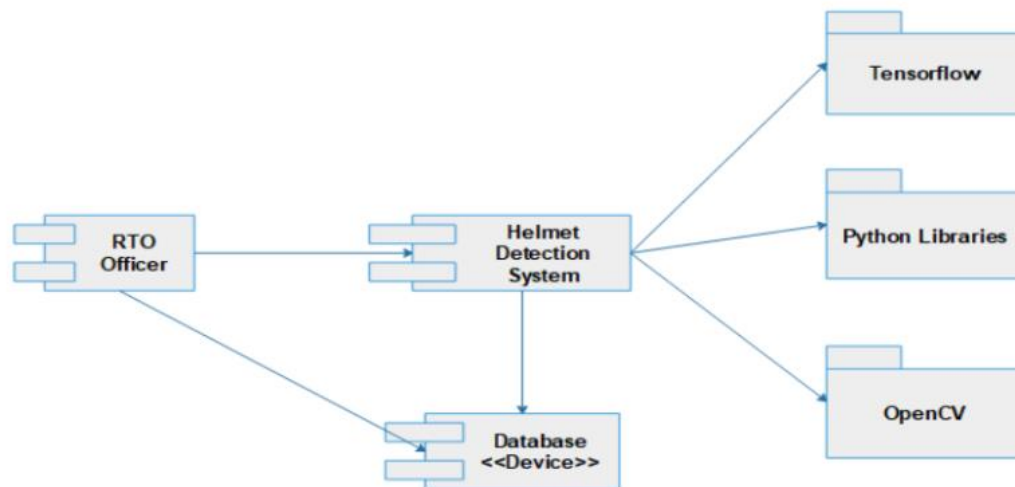 Tensorflow
RTO
Officer
Helmet
Detection
System
Python Libraries
Database
<<Device>>
OpenCV